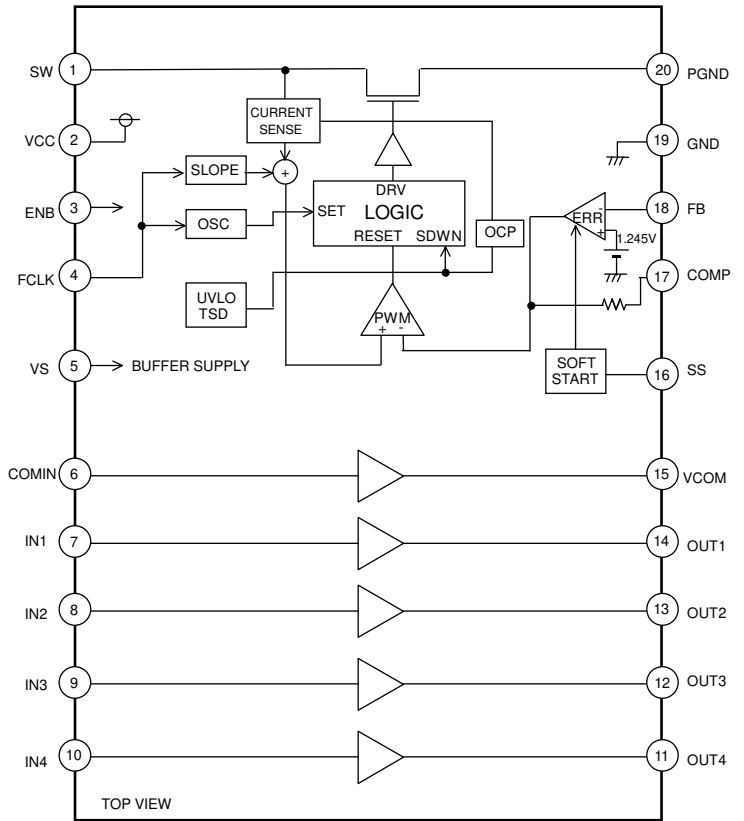 SW 1
20 PGND
CURRENT
SENSE
VCC 2
19 GND
SLOPE
+
DRV
ENB 3
SET LOGIC
OSC
RESET SDWN
OCP
ERR
-
+
18 FB
1.245V
FCLK 4
17 COMP
UVLO
TSD
PWM
+ -
VS 5 BUFFER SUPPLY
SOFT
START
16 SS
COMIN 6
15 VCOM
IN1 7
14 OUT1
IN2 8
13 OUT2
IN3 9
12 OUT3
IN4 10
11 OUT4
TOP VIEW